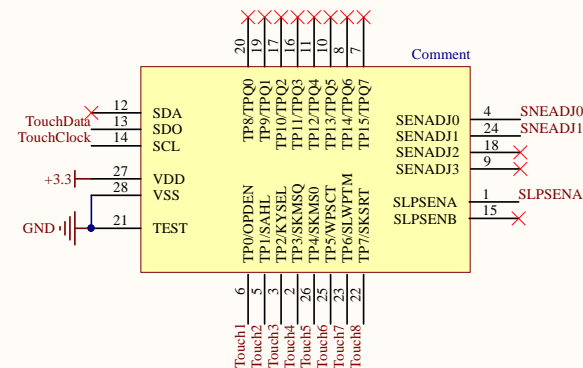 20 19 17 16 11 10 8 7
Comment
TP8/TPQ0
TP9/TPQ1
TP10/TPQ2
TP11/TPQ3
TP12/TPQ4
TP13/TPQ5
TP14/TPQ6
TP15/TPQ7
12 SDA
TouchData 13 SDO
TouchClock 14 SCL
+3.3 27 VDD
28 VSS
GND 21 TEST
SENADJ0 4 SNEADJ0
SENADJ1 24 SNEADJ1
SENADJ2 18
SENADJ3 9
SLPSENA 1 SLPSENA
SLPSENB 15
TP0/OPDEN
TP1/SAHL
TP2/KYSEL
TP3/SKMSQ
TP4/SKMS0
TP5/WPSCT
TP6/SLWPTM
TP7/SKSRT
6 5 3 2 26 25 23 22
Touch1
Touch2
Touch3
Touch4
Touch5
Touch6
Touch7
Touch8